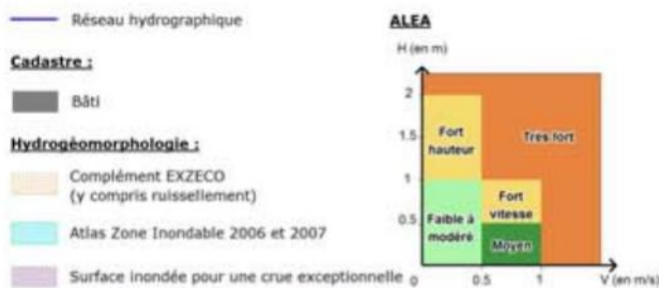 Réseau hydrographique
Cadastre :
Bâti
Hydrogèomorphologie :
Complément EXZECO
(y compris ruissellement)
Atlas Zone Inondable 2006 et 2007
Surface inondée pour une crue exceptionnelle
ALEA
H (en m)
2
1.5
1
0.5
0
0.5
1
V (en m/s)
Fort
hauteur
Très fort
Faible à
modéré
Fort
vitesse
Moyen